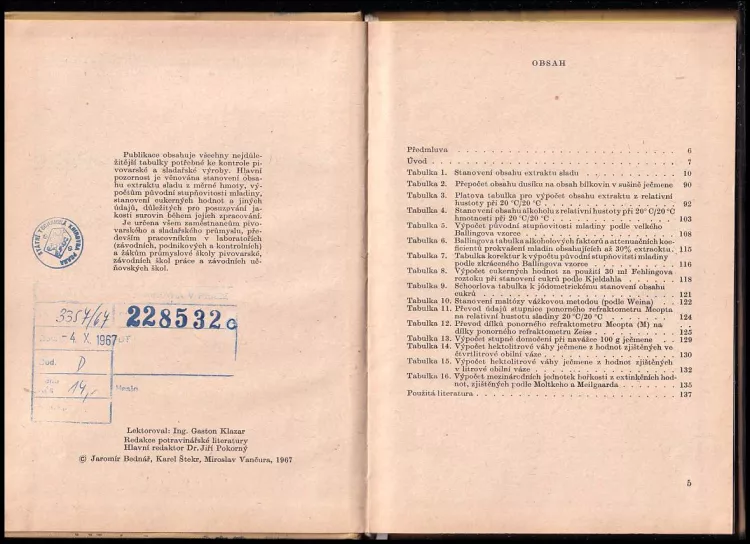 Publikace obsahuje všechny nejdůle-
žitější tabulky potřebné ke kontrole pi-
vovarské a sladařské výroby. Hlavní
pozornost je věnována stanovení obsa-
hu extraktu sladu z měrné hmoty, vý-
počtům původní stupňovitosti mladiny,
stanovení cukerných hodnot a jiných
údajů, důležitých pro posuzování ja-
kosti surovin během jejich zpracování.
Je určena všem zaměstnancům pivo-
varského a sladařského průmyslu, pře-
devším pracovníkům v laboratořích
(závodních, podnikových a kontrolních)
a žákům průmyslové školy pivovarské,
závodních škol práce a závodních uč-
ňovských škol.
STÁTNÍ TECHNICKÁ KNIHOVNA PRAHA
3357/67
228532
-4. X. 1967
D
14,-
Lektoroval: Ing. Gaston Klazar
Redakce potravinářské literatury
Hlavní redaktor Dr. Jiří Pokorný
© Jaromír Bednář, Karel Štekr, Miroslav Vančura, 1967
OBSAH
Předmluva . . . 6
Úvod . . . 7
Tabulka 1. Stanovení obsahu extraktu sladu . . . 10
Tabulka 2. Přepočet obsahu dusíku na obsah bílkovin v sušině ječmene 90
Tabulka 3. Platova tabulka pro výpočet obsahu extraktu z relativní
hustoty při 20 °C/20 °C . . . 92
Tabulka 4. Stanovení obsahu alkoholu z relativní hustoty při 20 °C/20 °C
hmotnosti při 20 °C/20 °C . . . 103
Tabulka 5. Výpočet původní stupňovitosti mladiny podle velkého
Ballingova vzorce . . . 108
Tabulka 6. Ballingova tabulka alkoholových faktorů a attenuačních koe-
ficientů prokvašení mladin obsahujících až 30% extraktu . 115
Tabulka 7. Tabulka korektur k výpočtu původní stupňovitosti mladiny
podle zkráceného Ballingova vzorce . . . 116
Tabulka 8. Výpočet cukerných hodnot za použití 30 ml Fehlingova
roztoku při stanovení cukrů podle Kjeldahla . . . 118
Tabulka 9. Schoorlova tabulka k jódometrickému stanovení obsahu
cukrů . . . 121
Tabulka 10. Stanovení maltózy vážkovou metodou (podle Weina) . . . 122
Tabulka 11. Převod údajů stupnice ponorného refraktometru Meopta
na relativní hustotu sladiny 20 °C/20 °C . . . 124
Tabulka 12. Převod dílků ponorného refraktometru Meopta (M) na
dílky ponorného refraktometru Zeiss . . . 125
Tabulka 13. Výpočet stupně domočení při navážce 100 g ječmene . . 129
Tabulka 14. Výpočet hektolitrové váhy ječmene z hodnot zjištěných ve
čtvrtlitrové obilní váze . . . 130
Tabulka 15. Výpočet hektolitrové váhy ječmene z hodnot zjištěných
v litrové obilní váze . . . 132
Tabulka 16. Výpočet mezinárodních jednotek hořkosti z extinkčních hod-
not, zjištěných podle Moltkeho a Meilgaarda . . . 135
Použitá literatura . . . 137
5